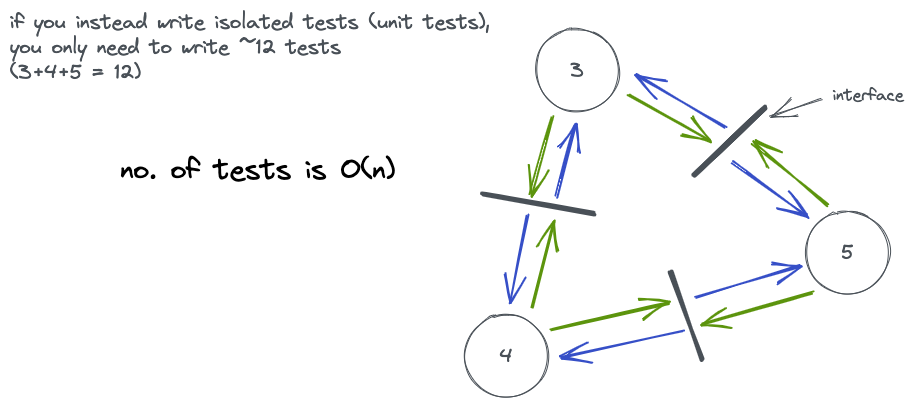 if you instead write isolated tests (unit tests),
you only need to write ~12 tests
(3+4+5 = 12)
no. of tests is O(n)
3
interface
5
4